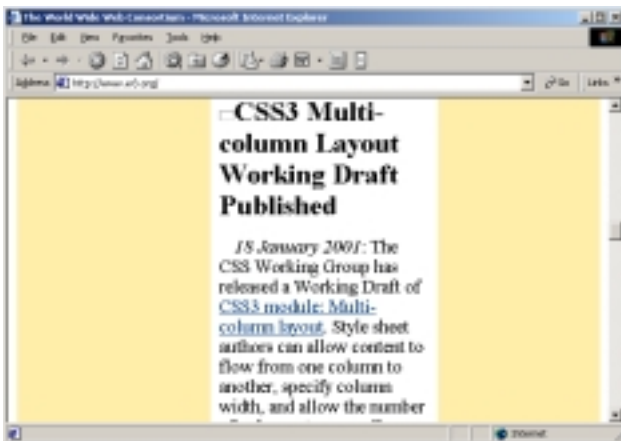 The World Wide Web Consortium - Microsoft Internet Explorer
File Edit View Favorites Tools Help
Address http://www.w3.org/ Go Links
CSS3 Multi-
column Layout
Working Draft
Published
18 January 2001: The
CSS Working Group has
released a Working Draft of
CSS3 module: Multi-
column layout. Style sheet
authors can allow content to
flow from one column to
another, specify column
width, and allow the number
Internet